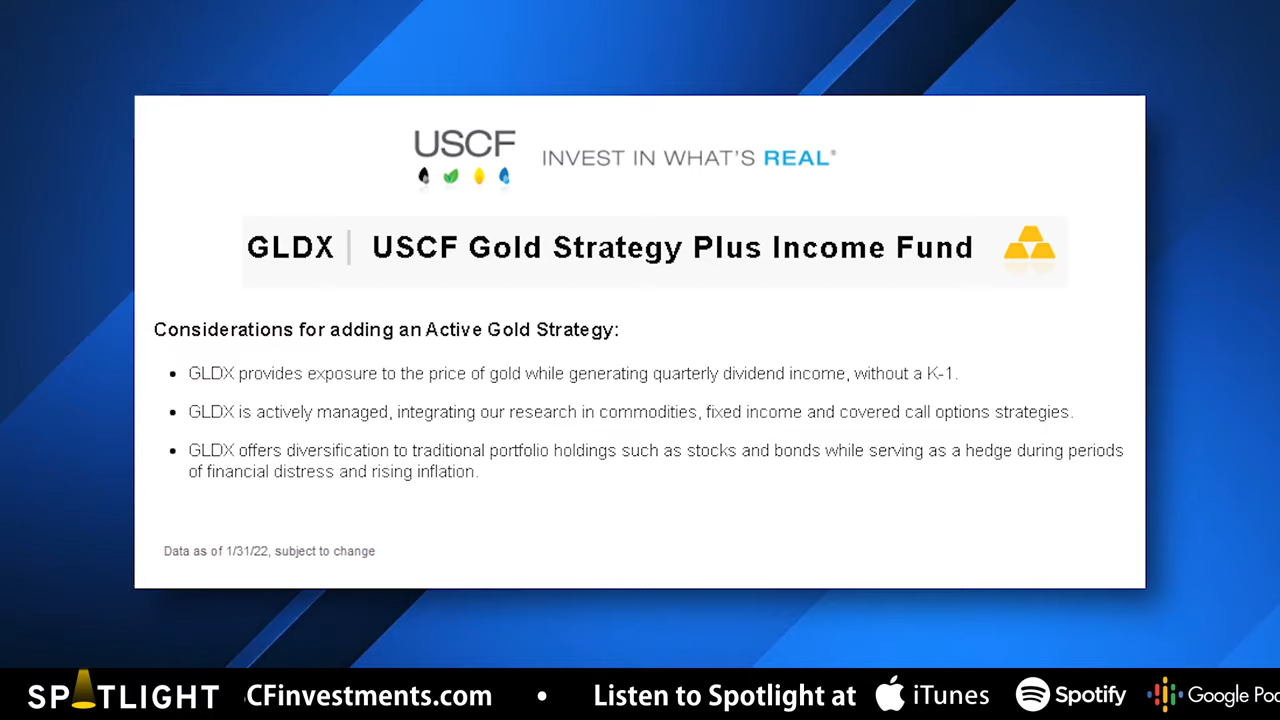 USCF INVEST IN WHAT'S REAL®
GLDX | USCF Gold Strategy Plus Income Fund
Considerations for adding an Active Gold Strategy:
• GLDX provides exposure to the price of gold while generating quarterly dividend income, without a K-1.
• GLDX is actively managed, integrating our research in commodities, fixed income and covered call options strategies.
• GLDX offers diversification to traditional portfolio holdings such as stocks and bonds while serving as a hedge during periods
of financial distress and rising inflation.
Data as of 1/31/22, subject to change
SPOTLIGHT CFinvestments.com • Listen to Spotlight at iTunes Spotify Google Poc